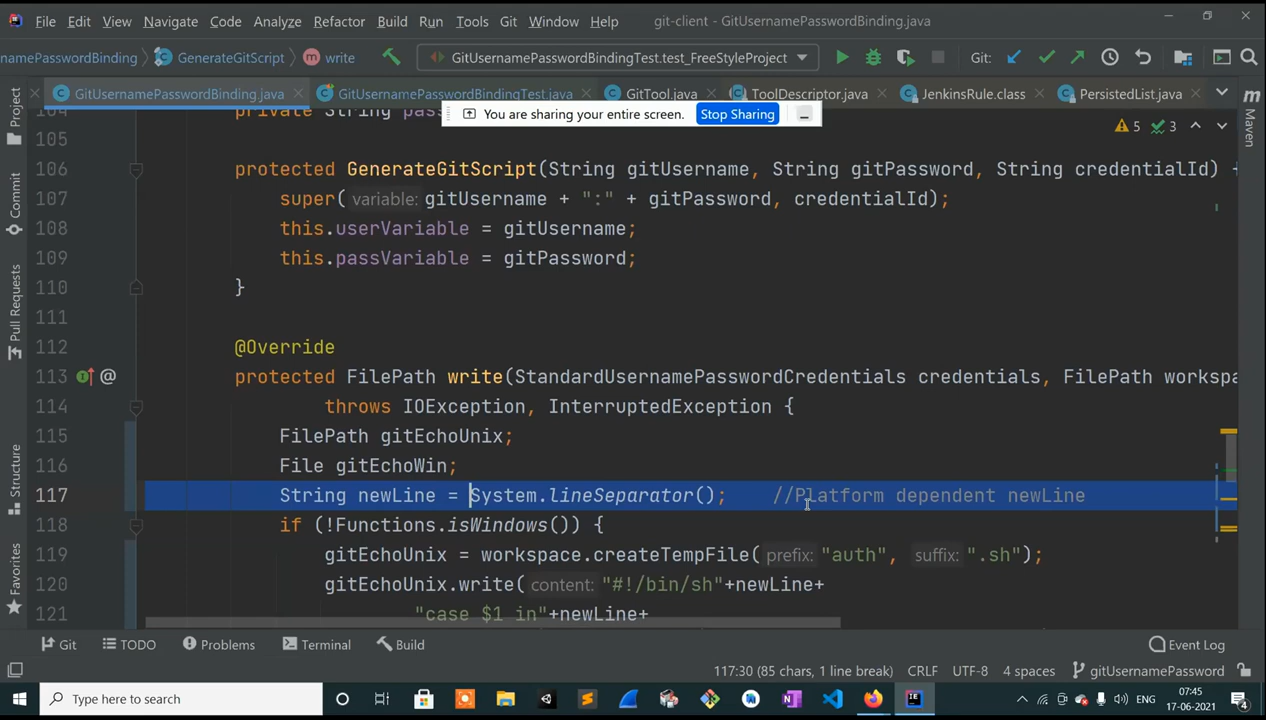 File Edit View Navigate Code Analyze Refactor Build Run Tools Git Window Help git-client - GitUsernamePasswordBinding.java
namePasswordBinding GenerateGitScript write GitUsernamePasswordBindingTest.test_FreeStyleProject Git:
GitUsernamePasswordBinding.java GitUsernamePasswordBindingTest.java GitTool.java ToolDescriptor.java JenkinsRule.class PersistedList.java
You are sharing your entire screen. Stop Sharing
5 3
Project
Commit
Pull Requests
Structure
Favorites
Maven
104 private String pas
105
106 protected GenerateGitScript(String gitUsername, String gitPassword, String credentialId) {
107 super( variable: gitUsername + ":" + gitPassword, credentialId);
108 this.userVariable = gitUsername;
109 this.passVariable = gitPassword;
110 }
111
112 @Override
113 protected FilePath write(StandardUsernamePasswordCredentials credentials, FilePath workspa
114 throws IOException, InterruptedException {
115 FilePath gitEchoUnix;
116 File gitEchoWin;
117 String newLine = System.lineSeparator(); //Platform dependent newLine
118 if (!Functions.isWindows()) {
119 gitEchoUnix = workspace.createTempFile( prefix: "auth", suffix: ".sh");
120 gitEchoUnix.write( content: "#!/bin/sh"+newLine+
121 "case $1 in"+newLine+
Git TODO Problems Terminal Build Event Log
117:30 (85 chars, 1 line break) CRLF UTF-8 4 spaces gitUsernamePassword
Type here to search
ENG
07:45
17-06-2021
4